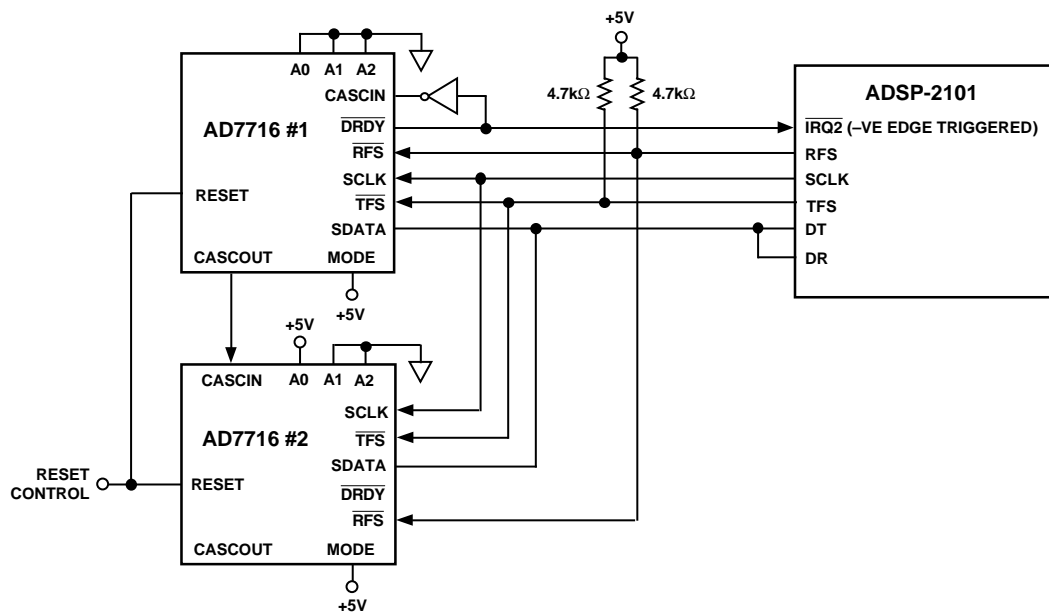 +5V
A0 A1 A2
4.7kΩ 4.7kΩ
ADSP-2101
CASCIN
AD7716 #1
DRDY
IRQ2 (–VE EDGE TRIGGERED)
RFS
RFS
SCLK
SCLK
RESET
TFS
TFS
SDATA
DT
CASCOUT MODE
DR
+5V
+5V
CASCIN A0 A1 A2
SCLK
AD7716 #2
TFS
SDATA
RESET
CONTROL
RESET
DRDY
RFS
CASCOUT MODE
+5V